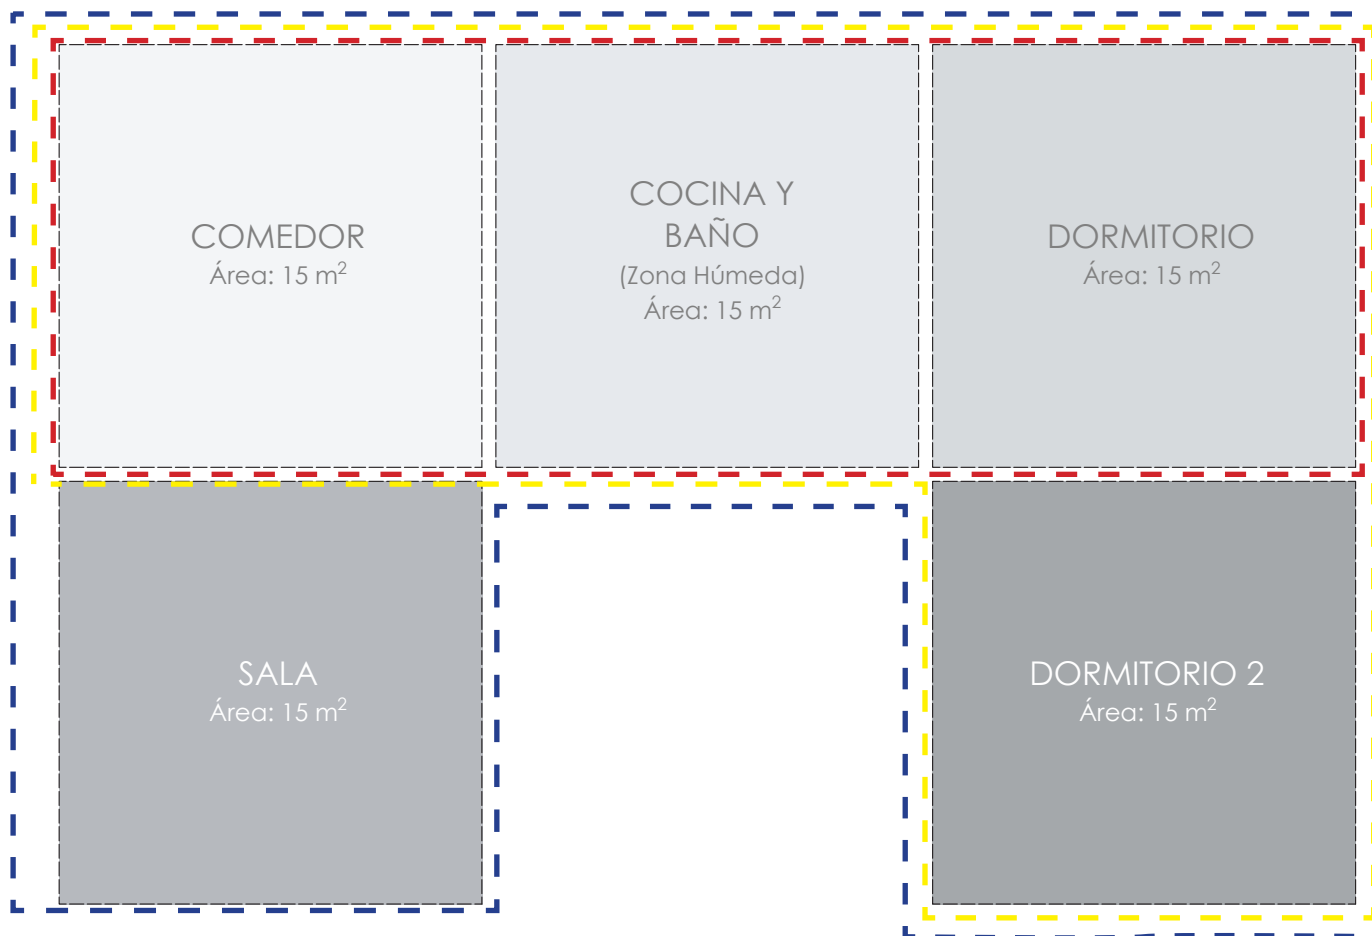 COMEDOR
Área: 15 m²
COCINA Y
BAÑO
(Zona Húmeda)
Área: 15 m²
DORMITORIO
Área: 15 m²
SALA
Área: 15 m²
DORMITORIO 2
Área: 15 m²